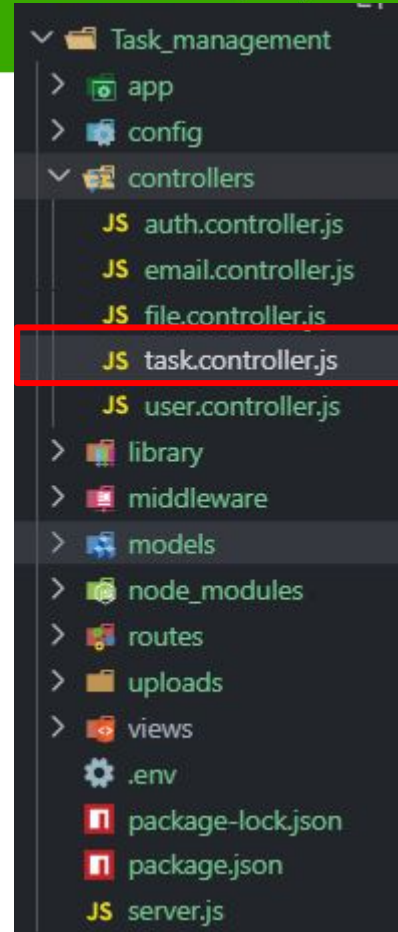 Task_management
app
config
controllers
JS auth.controller.js
JS email.controller.js
JS file.controller.js
JS task.controller.js
JS user.controller.js
library
middleware
models
node_modules
routes
uploads
views
.env
package-lock.json
package.json
JS server.js